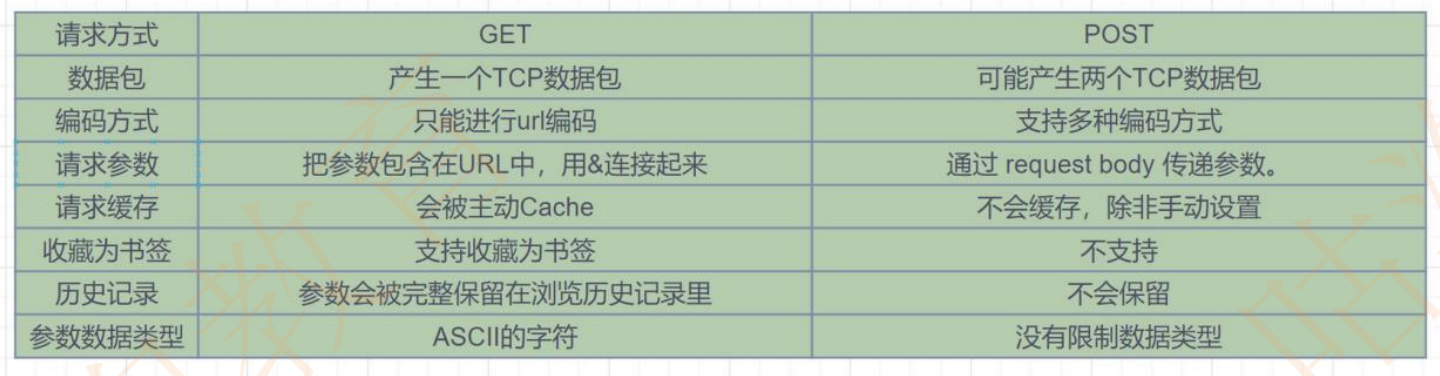 请求方式 GET POST
数据包 产生一个TCP数据包 可能产生两个TCP数据包
编码方式 只能进行url编码 支持多种编码方式
请求参数 把参数包含在URL中，用&连接起来 通过 request body 传递参数。
请求缓存 会被主动Cache 不会缓存，除非手动设置
收藏为书签 支持收藏为书签 不支持
历史记录 参数会被完整保留在浏览历史记录里 不会保留
参数数据类型 ASCII的字符 没有限制数据类型